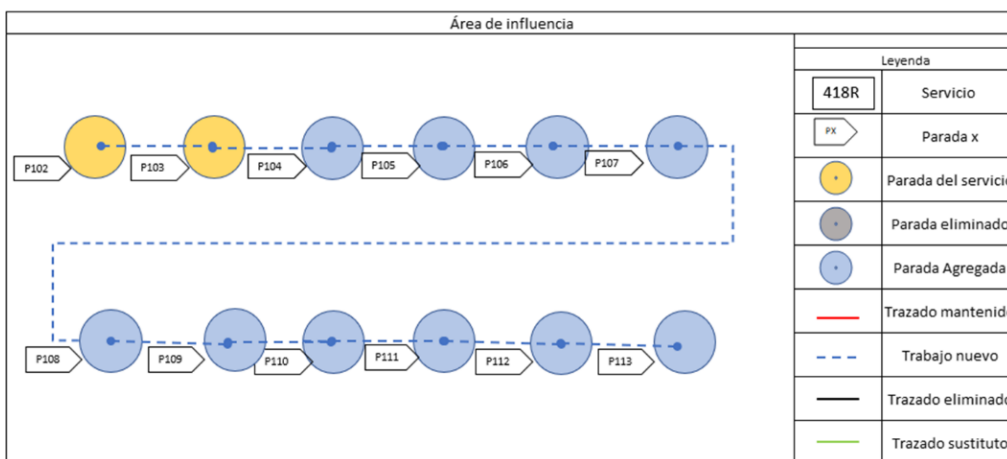 Área de influencia
Leyenda
418R Servicio
PX Parada x
Parada del servicio
Parada eliminado
Parada Agregada
Trazado mantenido
Trabajo nuevo
Trazado eliminado
Trazado sustituto
P102 P103 P104 P105 P106 P107
P108 P109 P110 P111 P112 P113